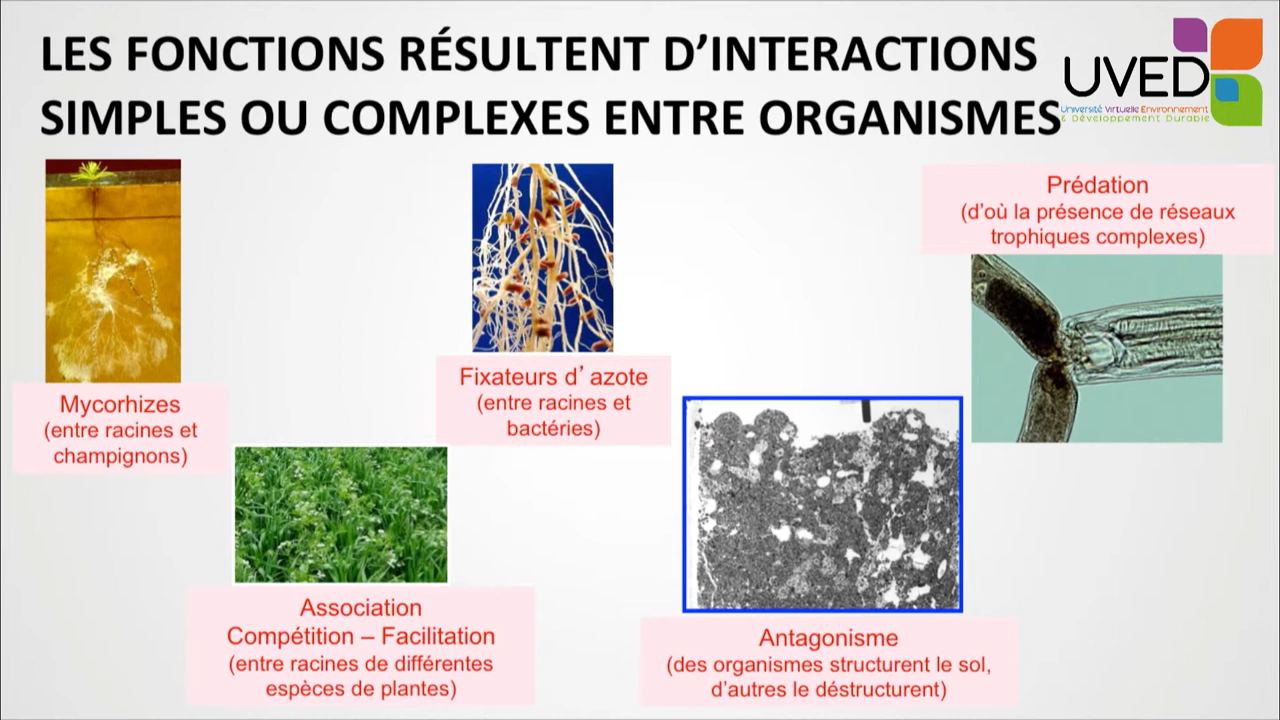 LES FONCTIONS RÉSULTENT D’INTERACTIONS
SIMPLES OU COMPLEXES ENTRE ORGANISMES
UVED
Université Virtuelle Environnement
& Développement Durable
Prédation
(d’où la présence de réseaux
trophiques complexes)
Mycorhizes
(entre racines et
champignons)
Fixateurs d’azote
(entre racines et
bactéries)
Association
Compétition – Facilitation
(entre racines de différentes
espèces de plantes)
Antagonisme
(des organismes structurent le sol,
d’autres le déstructurent)